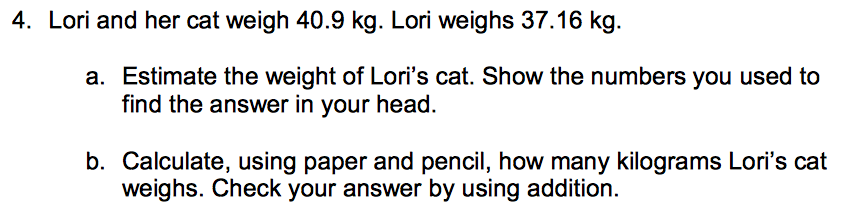 4. Lori and her cat weigh 40.9 kg. Lori weighs 37.16 kg.
a. Estimate the weight of Lori's cat. Show the numbers you used to
find the answer in your head.
b. Calculate, using paper and pencil, how many kilograms Lori's cat
weighs. Check your answer by using addition.